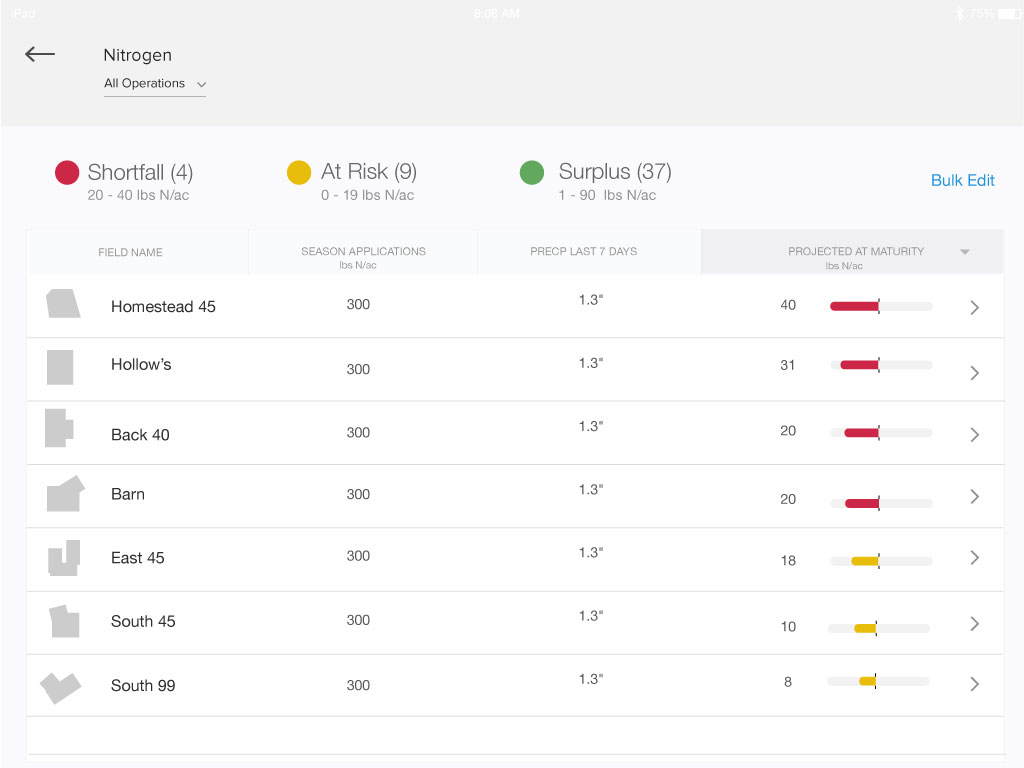 iPad 8:08 AM 75%
Nitrogen
All Operations
Shortfall (4) At Risk (9) Surplus (37)
20 - 40 lbs N/ac 0 - 19 lbs N/ac 1 - 90 lbs N/ac
Bulk Edit
FIELD NAME SEASON APPLICATIONS PRECP LAST 7 DAYS PROJECTED AT MATURITY
lbs N/ac lbs N/ac
Homestead 45 300 1.3" 40
Hollow’s 300 1.3" 31
Back 40 300 1.3" 20
Barn 300 1.3" 20
East 45 300 1.3" 18
South 45 300 1.3" 10
South 99 300 1.3" 8